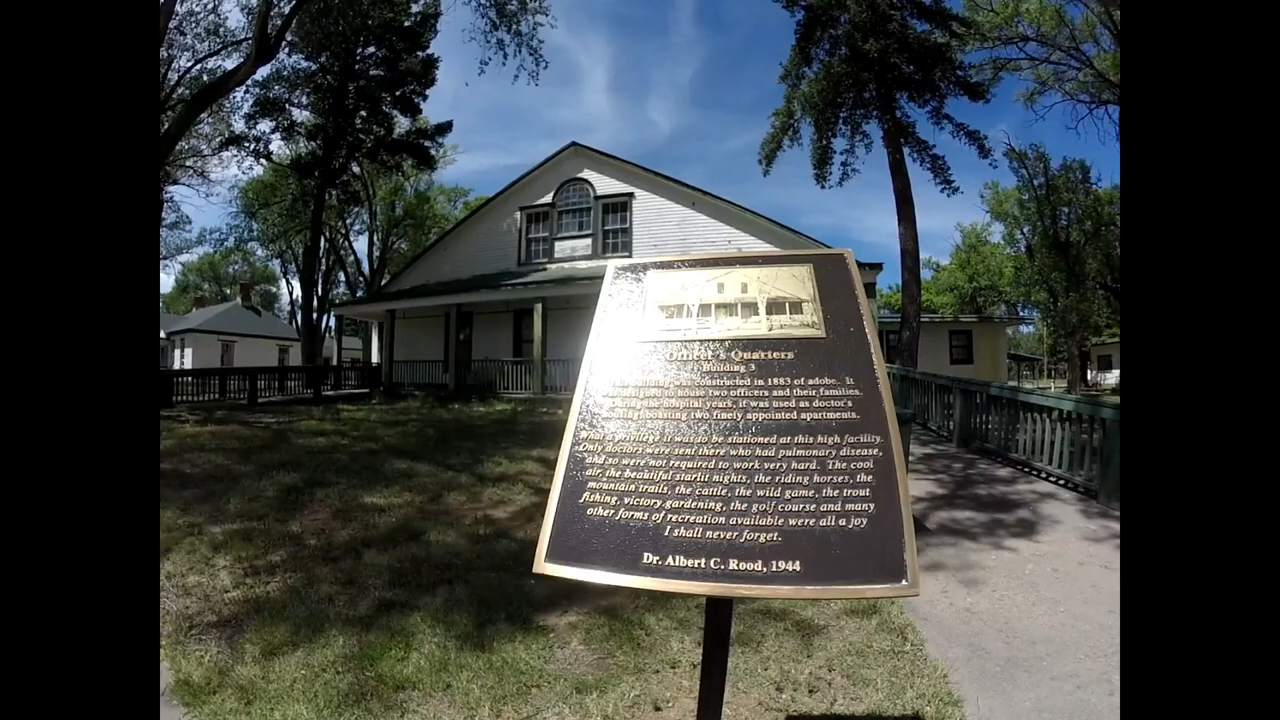 Officer's Quarters
Building 3
This building was constructed in 1883 of adobe. It
was designed to house two officers and their families.
During the hospital years, it was used as doctor's
housing, boasting two finely appointed apartments.
What a privilege it was to be stationed at this high facility.
Only doctors were sent there who had pulmonary disease,
and so were not required to work very hard. The cool
air, the beautiful starlit nights, the riding horses, the
mountain trails, the cattle, the wild game, the trout
fishing, victory gardening, the golf course and many
other forms of recreation available were all a joy
I shall never forget.
Dr. Albert C. Rood, 1944